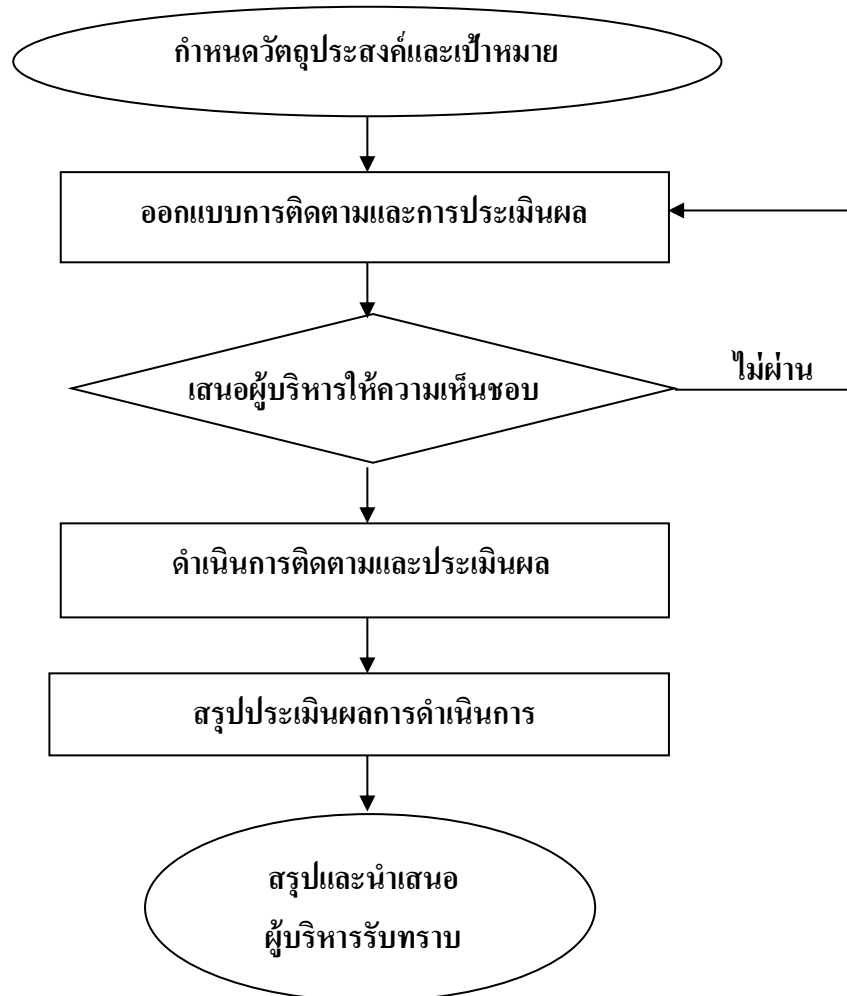 กำหนดวัตถุประสงค์และเป้าหมาย
ออกแบบการติดตามและการประเมินผล
เสนอผู้บริหารให้ความเห็นชอบ
ไม่ผ่าน
ดำเนินการติดตามและประเมินผล
สรุปประเมินผลการดำเนินการ
สรุปและนำเสนอ
ผู้บริหารรับทราบ